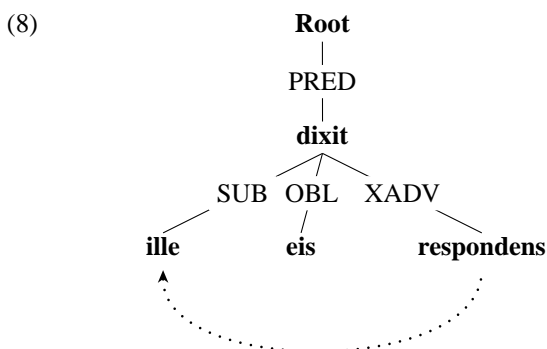 (8) Root
PRED
dixit
SUB OBL XADV
ille eis respondens